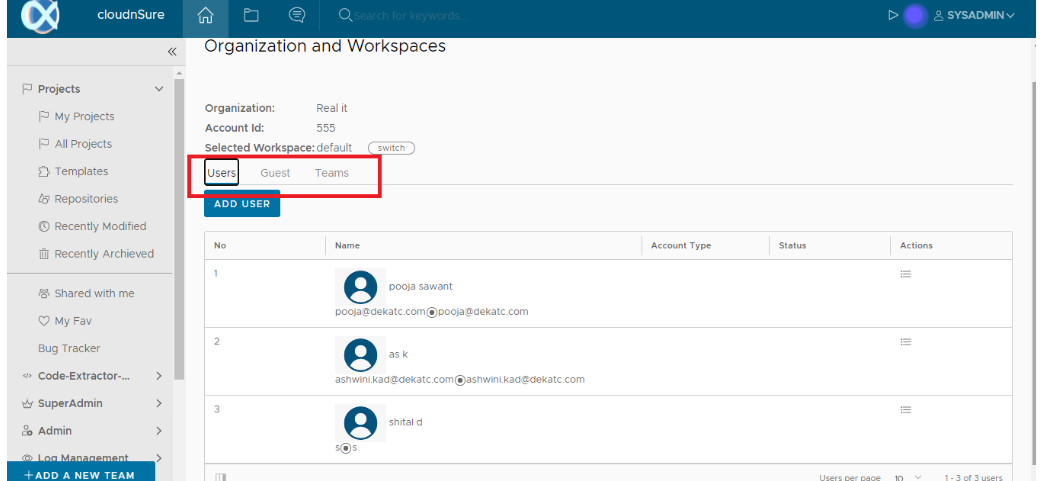 cloudnSure
Search for keywords...
SYSADMIN
Organization and Workspaces
Projects
My Projects
All Projects
Templates
Repositories
Recently Modified
Recently Archieved
Shared with me
My Fav
Bug Tracker
Code-Extractor-...
SuperAdmin
Admin
Log Management
+ADD A NEW TEAM
Organization: Real it
Account Id: 555
Selected Workspace: default switch
Users Guest Teams
ADD USER
No Name Account Type Status Actions
1 pooja sawant
pooja@dekatc.com pooja@dekatc.com
2 as k
ashwini.kad@dekatc.com ashwini.kad@dekatc.com
3 shital d
s s
Users per page 10 1 - 3 of 3 users